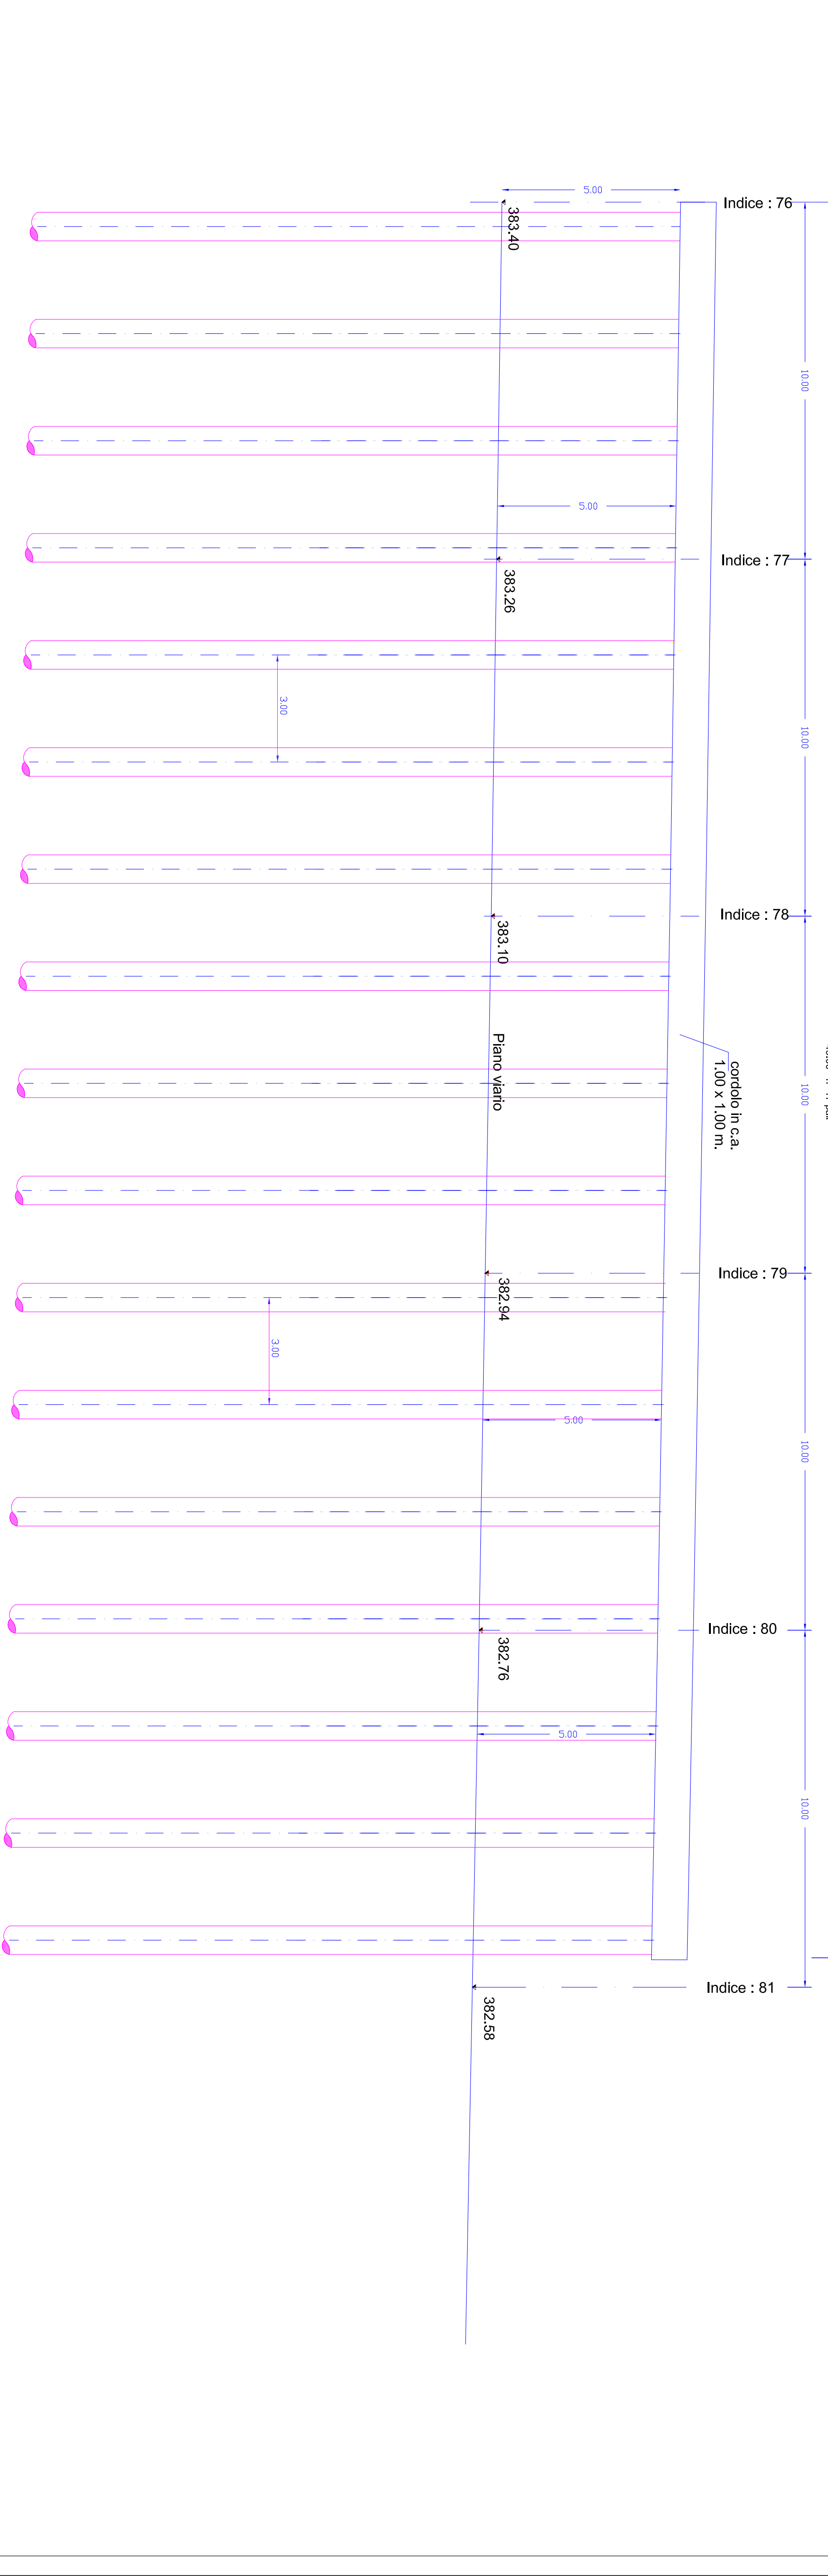 5.00
Indice : 76
383.40
10.00
5.00
Indice : 77
383.26
3.00
10.00
Indice : 78
383.10
Piano viario
cordolo in c.a.
1.00 x 1.00 m.
10.00
Indice : 79
382.94
3.00
5.00
10.00
Indice : 80
382.76
5.00
10.00
Indice : 81
382.58